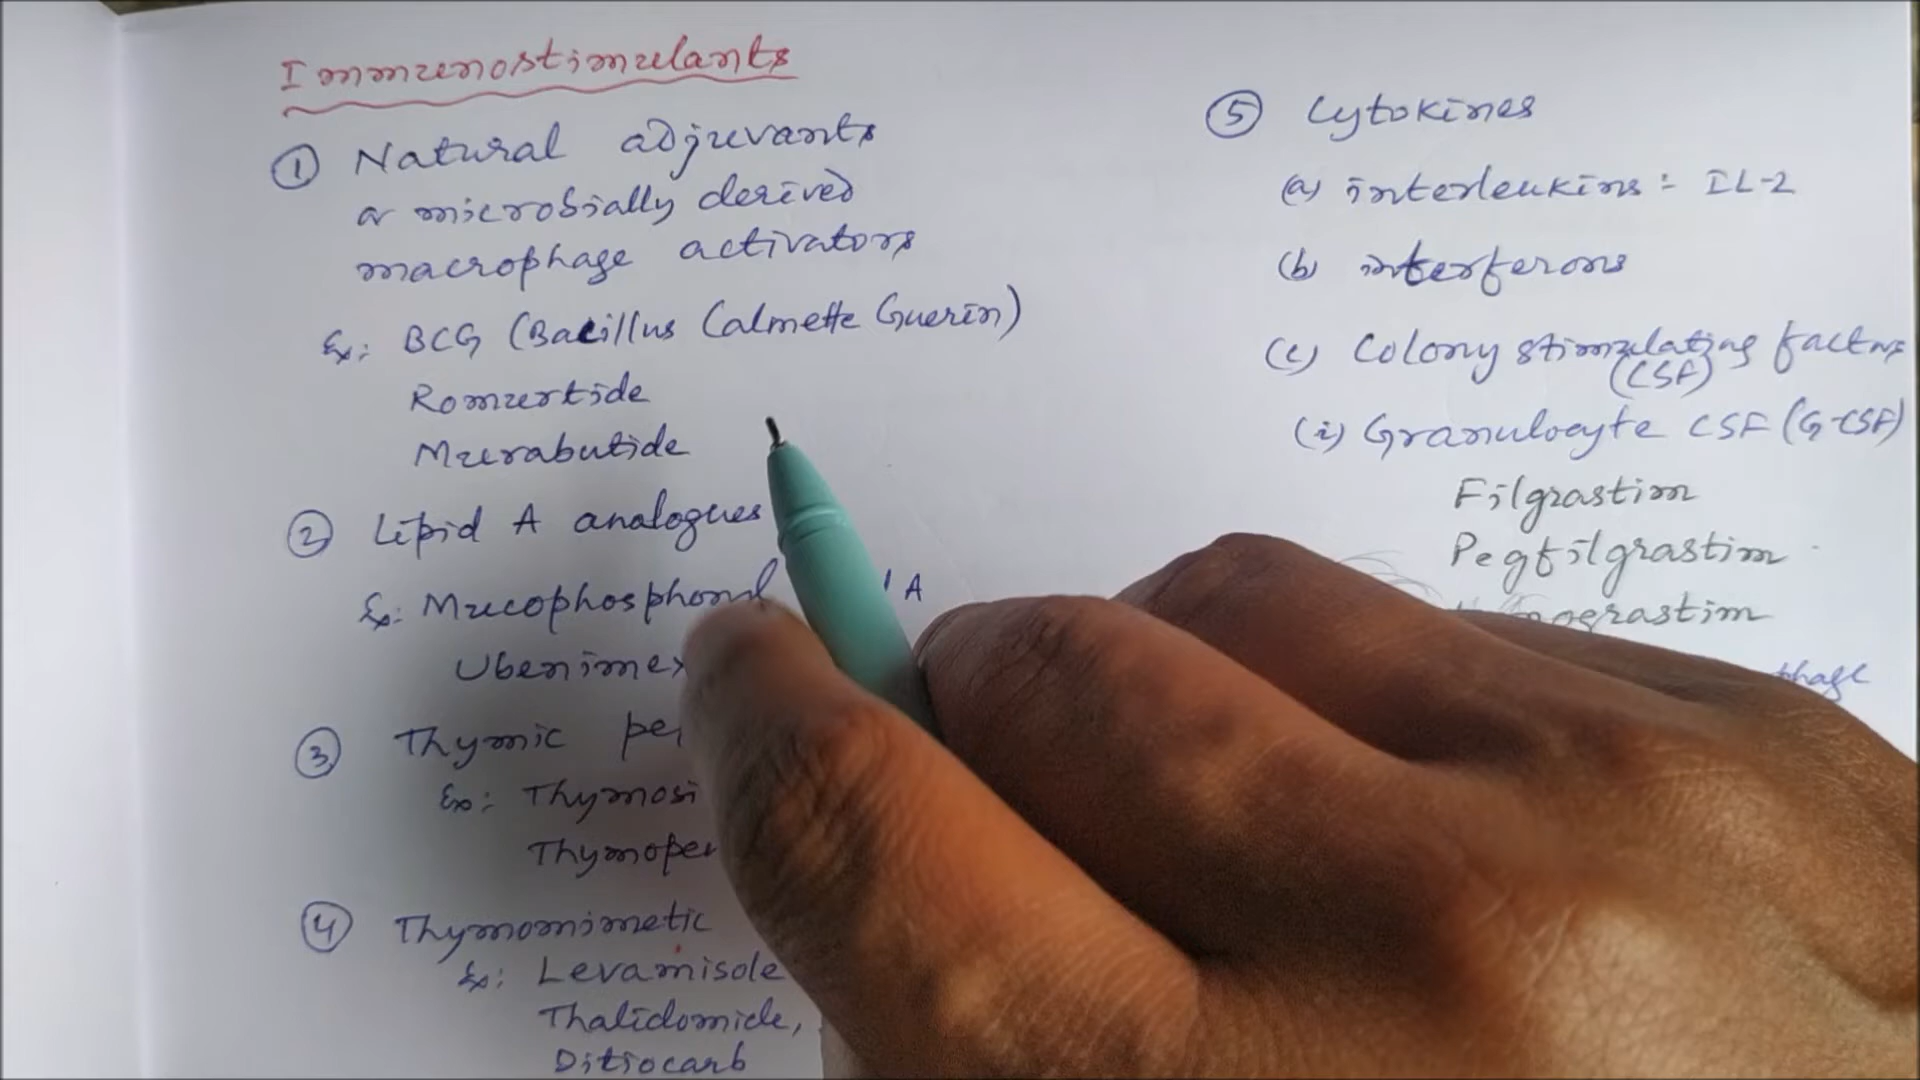 Immunostimulants
① Natural adjuvants
or microbially derived
macrophage activators
Ex: BCG (Bacillus Calmette Guerin)
Romurtide
Murabutide
② Lipid A analogues
Ex: A
Ubenimex
③ Thymic
Ex:
④ Thymomimetic
Ex: Levamisole
Thalidomide,
Ditiocarb
⑤ Cytokines
(a) interleukins: IL-2
(b) interferons
(c) Colony stimulating factors
(CSF)
(i) Granulocyte CSF (G-CSF)
Filgrastim
Pegfilgrastim